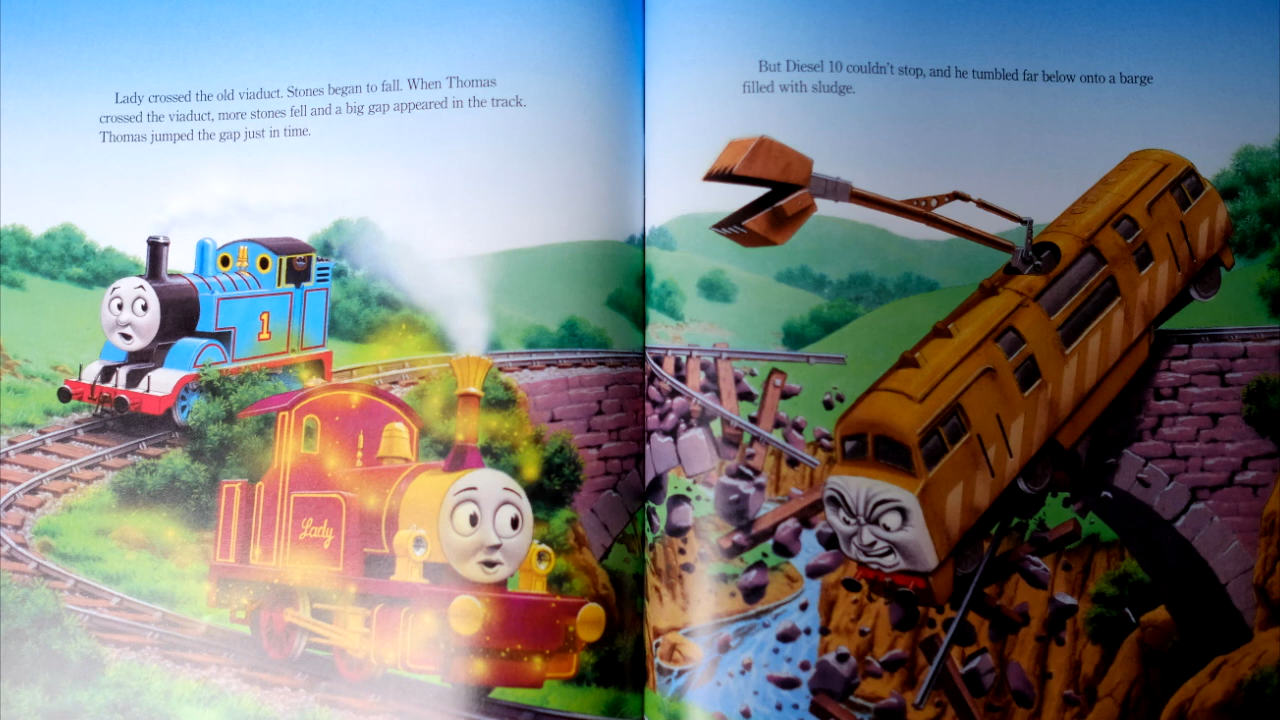 Lady crossed the old viaduct. Stones began to fall. When Thomas
crossed the viaduct, more stones fell and a big gap appeared in the track.
Thomas jumped the gap just in time.
But Diesel 10 couldn't stop, and he tumbled far below onto a barge
filled with sludge.
1
Lady